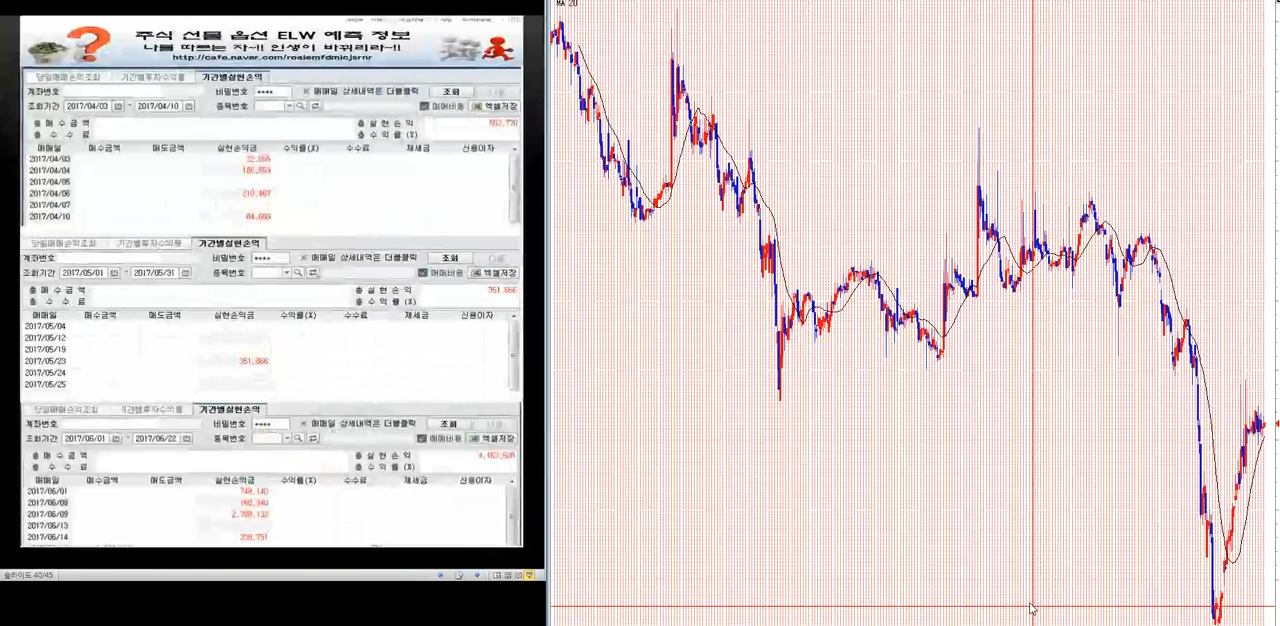 MA 20
주식 선물 옵션 ELW 예측 정보
나를 따르는 자~!! 인생이 바뀌리라~!!
당일매매손익조회 기간별투자수익률 기간별실현손익
계좌번호 비밀번호 **** × 매매일 상세내역은 더블클릭 조회
조회기간 2017/04/03 ~ 2017/04/10 종목번호 매매비용 엑셀저장
총 매 수 금 액 총 실 현 손 익
총 수 수 료 총 수 익 률 (%)
매매일 매수금액 매도금액 실현손익금 수익률(%) 수수료 제세금 신용이자
2017/04/03
2017/04/04
2017/04/05
2017/04/06 210,467
2017/04/07
2017/04/10
당일매매손익조회 기간별투자수익률 기간별실현손익
계좌번호 비밀번호 **** × 매매일 상세내역은 더블클릭 조회
조회기간 2017/05/01 ~ 2017/05/31 종목번호 매매비용 엑셀저장
총 매 수 금 액 총 실 현 손 익 351,866
총 수 수 료 총 수 익 률 (%)
매매일 매수금액 매도금액 실현손익금 수익률(%) 수수료 제세금 신용이자
2017/05/04
2017/05/12
2017/05/19
2017/05/23 351,866
2017/05/24
2017/05/25
당일매매손익조회 기간별투자수익률 기간별실현손익
계좌번호 비밀번호 **** × 매매일 상세내역은 더블클릭 조회
조회기간 2017/06/01 ~ 2017/06/22 종목번호 매매비용 엑셀저장
총 매 수 금 액 총 실 현 손 익
총 수 수 료 총 수 익 률 (%)
매매일 매수금액 매도금액 실현손익금 수익률(%) 수수료 제세금 신용이자
2017/06/01
2017/06/08
2017/06/09
2017/06/13
2017/06/14
슬라이드 40/45